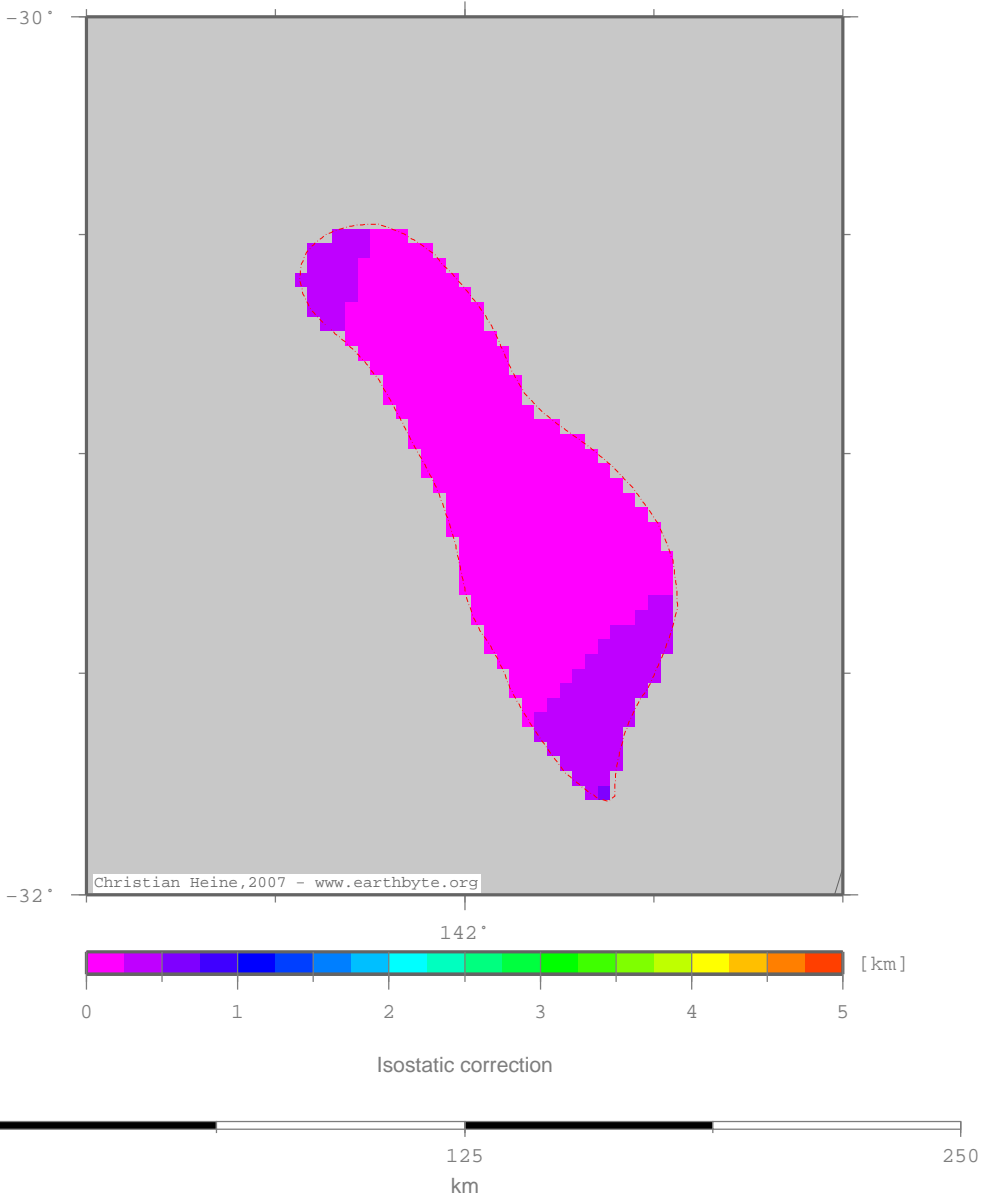 -30˚
Christian Heine,2007 - www.earthbyte.org
-32˚
142˚
[km]
0 1 2 3 4 5
Isostatic correction
125 250
km